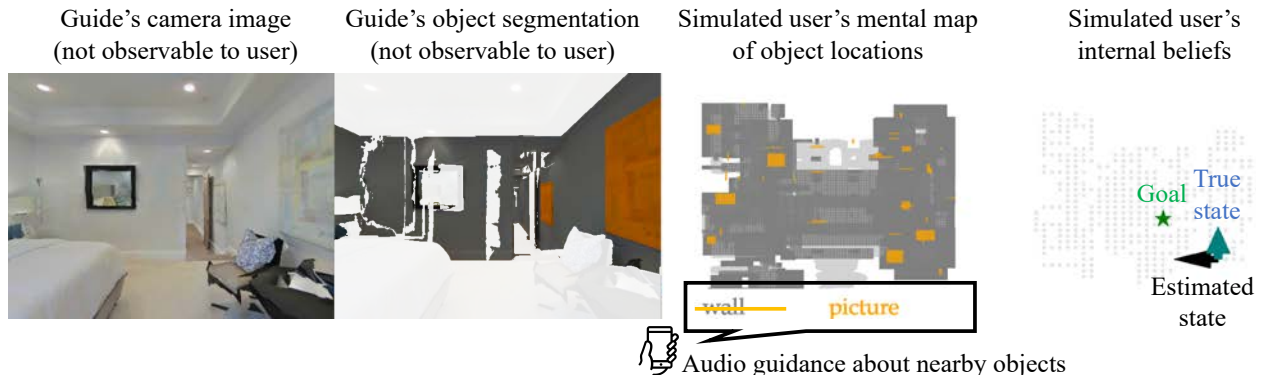 Guide's camera image
(not observable to user)
Guide's object segmentation
(not observable to user)
Simulated user's mental map
of object locations
Simulated user's
internal beliefs
Goal
True
state
Estimated
state
wall picture
Audio guidance about nearby objects